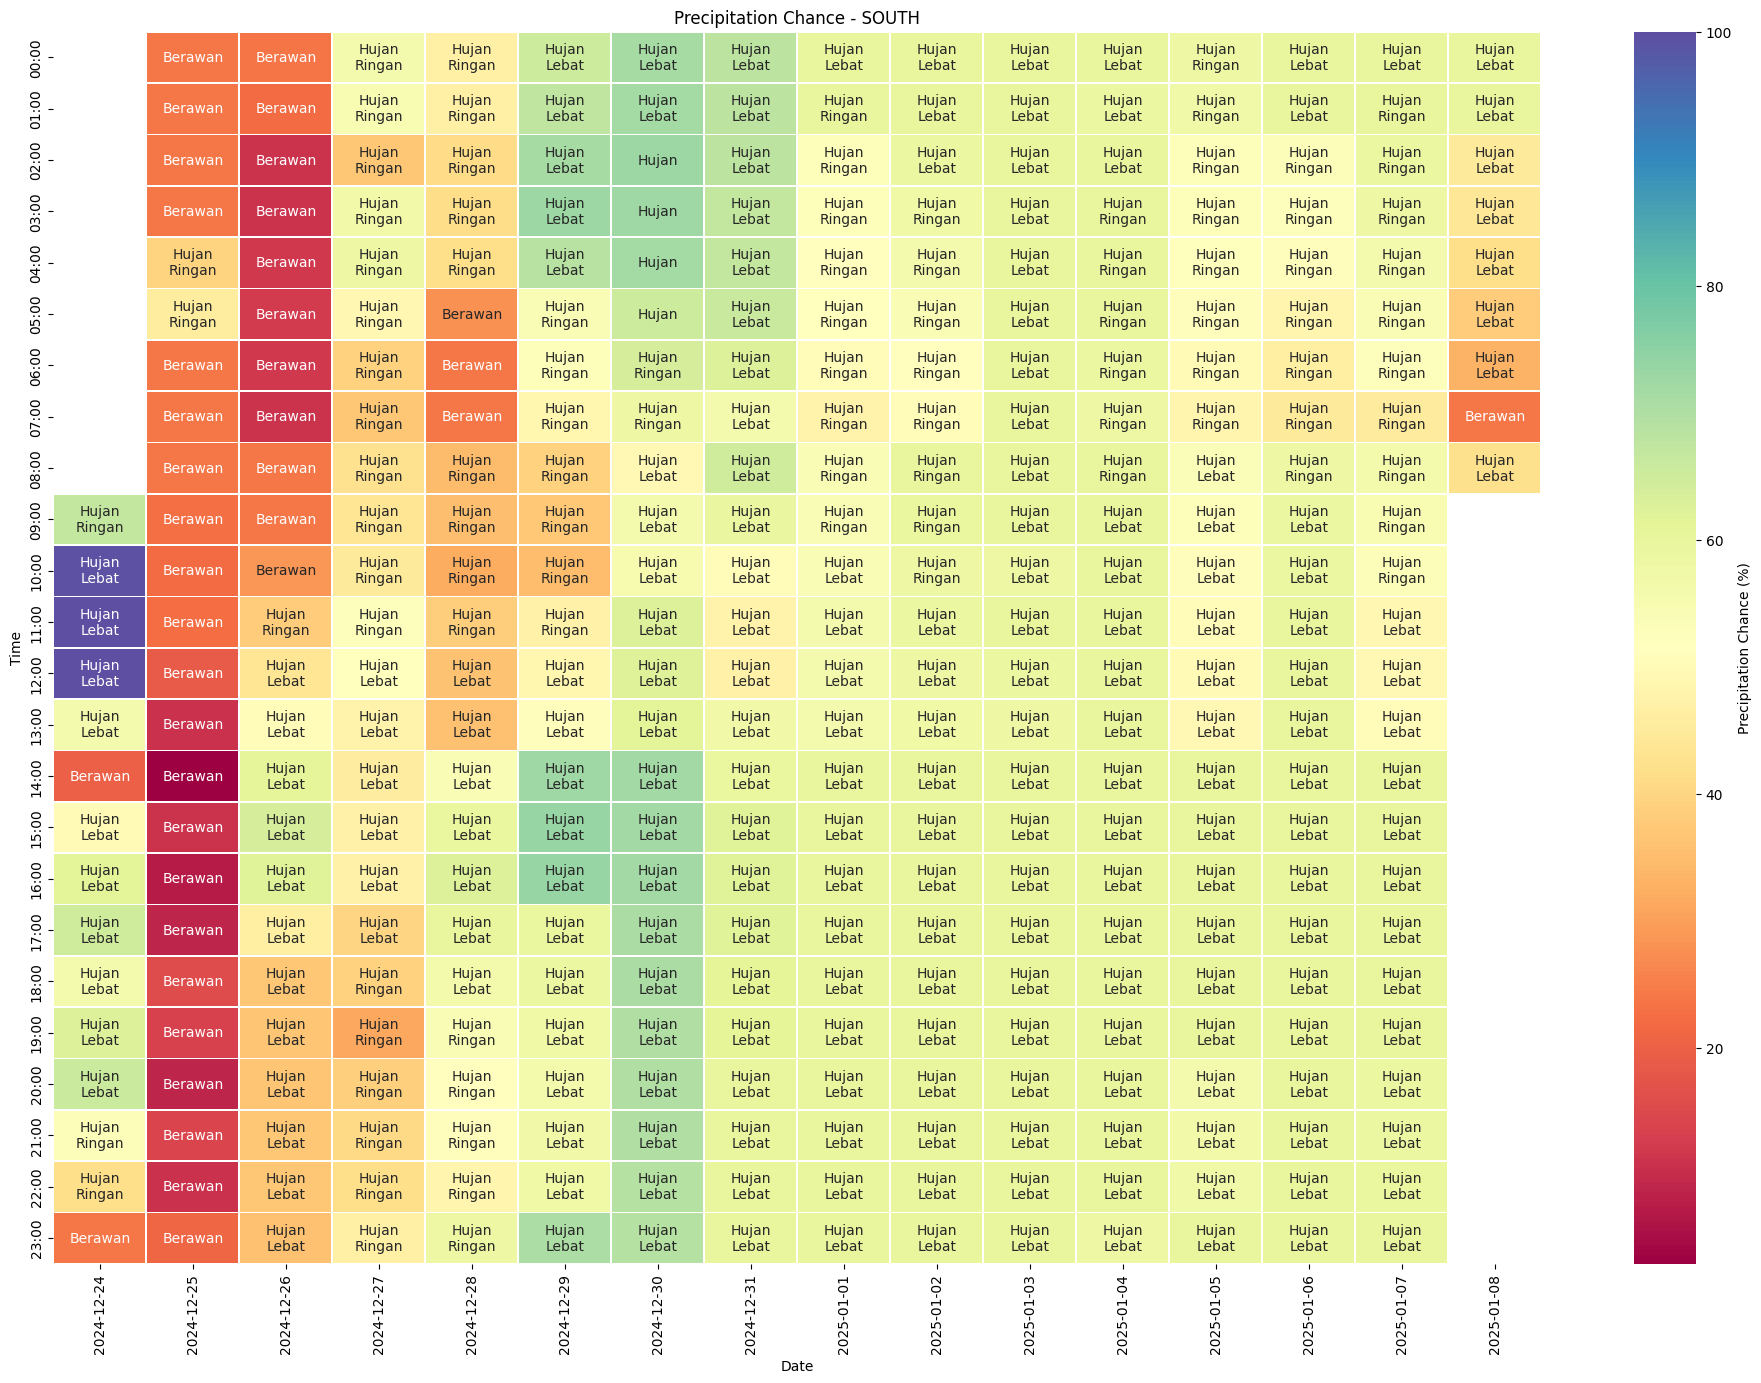 Precipitation Chance - SOUTH
00:00 Berawan Berawan Hujan Ringan Hujan Ringan Hujan Lebat Hujan Lebat Hujan Lebat Hujan Lebat Hujan Lebat Hujan Lebat Hujan Lebat Hujan Ringan Hujan Lebat Hujan Lebat Hujan Lebat
01:00 Berawan Berawan Hujan Ringan Hujan Ringan Hujan Lebat Hujan Lebat Hujan Lebat Hujan Ringan Hujan Lebat Hujan Lebat Hujan Lebat Hujan Ringan Hujan Lebat Hujan Ringan Hujan Lebat
02:00 Berawan Berawan Hujan Ringan Hujan Ringan Hujan Lebat Hujan Hujan Lebat Hujan Ringan Hujan Lebat Hujan Lebat Hujan Lebat Hujan Ringan Hujan Ringan Hujan Ringan Hujan Lebat
03:00 Berawan Berawan Hujan Ringan Hujan Ringan Hujan Lebat Hujan Hujan Lebat Hujan Ringan Hujan Ringan Hujan Lebat Hujan Ringan Hujan Ringan Hujan Ringan Hujan Ringan Hujan Lebat
04:00 Hujan Ringan Berawan Hujan Ringan Hujan Ringan Hujan Lebat Hujan Hujan Lebat Hujan Ringan Hujan Ringan Hujan Lebat Hujan Ringan Hujan Ringan Hujan Ringan Hujan Ringan Hujan Lebat
05:00 Hujan Ringan Berawan Hujan Ringan Berawan Hujan Ringan Hujan Hujan Lebat Hujan Ringan Hujan Ringan Hujan Lebat Hujan Ringan Hujan Ringan Hujan Ringan Hujan Ringan Hujan Lebat
06:00 Berawan Berawan Hujan Ringan Berawan Hujan Ringan Hujan Ringan Hujan Lebat Hujan Ringan Hujan Ringan Hujan Lebat Hujan Ringan Hujan Ringan Hujan Ringan Hujan Ringan Hujan Lebat
07:00 Berawan Berawan Hujan Ringan Berawan Hujan Ringan Hujan Ringan Hujan Lebat Hujan Ringan Hujan Ringan Hujan Lebat Hujan Ringan Hujan Ringan Hujan Ringan Hujan Ringan Berawan
08:00 Berawan Berawan Hujan Ringan Hujan Ringan Hujan Ringan Hujan Lebat Hujan Lebat Hujan Ringan Hujan Ringan Hujan Lebat Hujan Ringan Hujan Lebat Hujan Ringan Hujan Ringan Hujan Lebat
09:00 Hujan Ringan Berawan Berawan Hujan Ringan Hujan Ringan Hujan Ringan Hujan Lebat Hujan Lebat Hujan Ringan Hujan Ringan Hujan Lebat Hujan Lebat Hujan Lebat Hujan Lebat Hujan Ringan
10:00 Hujan Lebat Berawan Berawan Hujan Ringan Hujan Ringan Hujan Ringan Hujan Lebat Hujan Lebat Hujan Lebat Hujan Ringan Hujan Lebat Hujan Lebat Hujan Lebat Hujan Lebat Hujan Ringan
11:00 Hujan Lebat Berawan Hujan Ringan Hujan Ringan Hujan Ringan Hujan Ringan Hujan Lebat Hujan Lebat Hujan Lebat Hujan Lebat Hujan Lebat Hujan Lebat Hujan Lebat Hujan Lebat Hujan Lebat
12:00 Hujan Lebat Berawan Hujan Lebat Hujan Lebat Hujan Lebat Hujan Lebat Hujan Lebat Hujan Lebat Hujan Lebat Hujan Lebat Hujan Lebat Hujan Lebat Hujan Lebat Hujan Lebat Hujan Lebat
13:00 Hujan Lebat Berawan Hujan Lebat Hujan Lebat Hujan Lebat Hujan Lebat Hujan Lebat Hujan Lebat Hujan Lebat Hujan Lebat Hujan Lebat Hujan Lebat Hujan Lebat Hujan Lebat Hujan Lebat
14:00 Berawan Berawan Hujan Lebat Hujan Lebat Hujan Lebat Hujan Lebat Hujan Lebat Hujan Lebat Hujan Lebat Hujan Lebat Hujan Lebat Hujan Lebat Hujan Lebat Hujan Lebat Hujan Lebat
15:00 Hujan Lebat Berawan Hujan Lebat Hujan Lebat Hujan Lebat Hujan Lebat Hujan Lebat Hujan Lebat Hujan Lebat Hujan Lebat Hujan Lebat Hujan Lebat Hujan Lebat Hujan Lebat Hujan Lebat
16:00 Hujan Lebat Berawan Hujan Lebat Hujan Lebat Hujan Lebat Hujan Lebat Hujan Lebat Hujan Lebat Hujan Lebat Hujan Lebat Hujan Lebat Hujan Lebat Hujan Lebat Hujan Lebat Hujan Lebat
17:00 Hujan Lebat Berawan Hujan Lebat Hujan Lebat Hujan Lebat Hujan Lebat Hujan Lebat Hujan Lebat Hujan Lebat Hujan Lebat Hujan Lebat Hujan Lebat Hujan Lebat Hujan Lebat Hujan Lebat
18:00 Hujan Lebat Berawan Hujan Lebat Hujan Ringan Hujan Lebat Hujan Lebat Hujan Lebat Hujan Lebat Hujan Lebat Hujan Lebat Hujan Lebat Hujan Lebat Hujan Lebat Hujan Lebat Hujan Lebat
19:00 Hujan Lebat Berawan Hujan Lebat Hujan Ringan Hujan Ringan Hujan Lebat Hujan Lebat Hujan Lebat Hujan Lebat Hujan Lebat Hujan Lebat Hujan Lebat Hujan Lebat Hujan Lebat Hujan Lebat
20:00 Hujan Lebat Berawan Hujan Lebat Hujan Ringan Hujan Ringan Hujan Lebat Hujan Lebat Hujan Lebat Hujan Lebat Hujan Lebat Hujan Lebat Hujan Lebat Hujan Lebat Hujan Lebat Hujan Lebat
21:00 Hujan Ringan Berawan Hujan Lebat Hujan Ringan Hujan Ringan Hujan Lebat Hujan Lebat Hujan Lebat Hujan Lebat Hujan Lebat Hujan Lebat Hujan Lebat Hujan Lebat Hujan Lebat Hujan Lebat
22:00 Hujan Ringan Berawan Hujan Lebat Hujan Ringan Hujan Ringan Hujan Lebat Hujan Lebat Hujan Lebat Hujan Lebat Hujan Lebat Hujan Lebat Hujan Lebat Hujan Lebat Hujan Lebat Hujan Lebat
23:00 Berawan Berawan Hujan Lebat Hujan Ringan Hujan Ringan Hujan Lebat Hujan Lebat Hujan Lebat Hujan Lebat Hujan Lebat Hujan Lebat Hujan Lebat Hujan Lebat Hujan Lebat Hujan Lebat
Time
2024-12-24 2024-12-25 2024-12-26 2024-12-27 2024-12-28 2024-12-29 2024-12-30 2024-12-31 2025-01-01 2025-01-02 2025-01-03 2025-01-04 2025-01-05 2025-01-06 2025-01-07 2025-01-08
Date
100
80
60
40
20
Precipitation Chance (%)